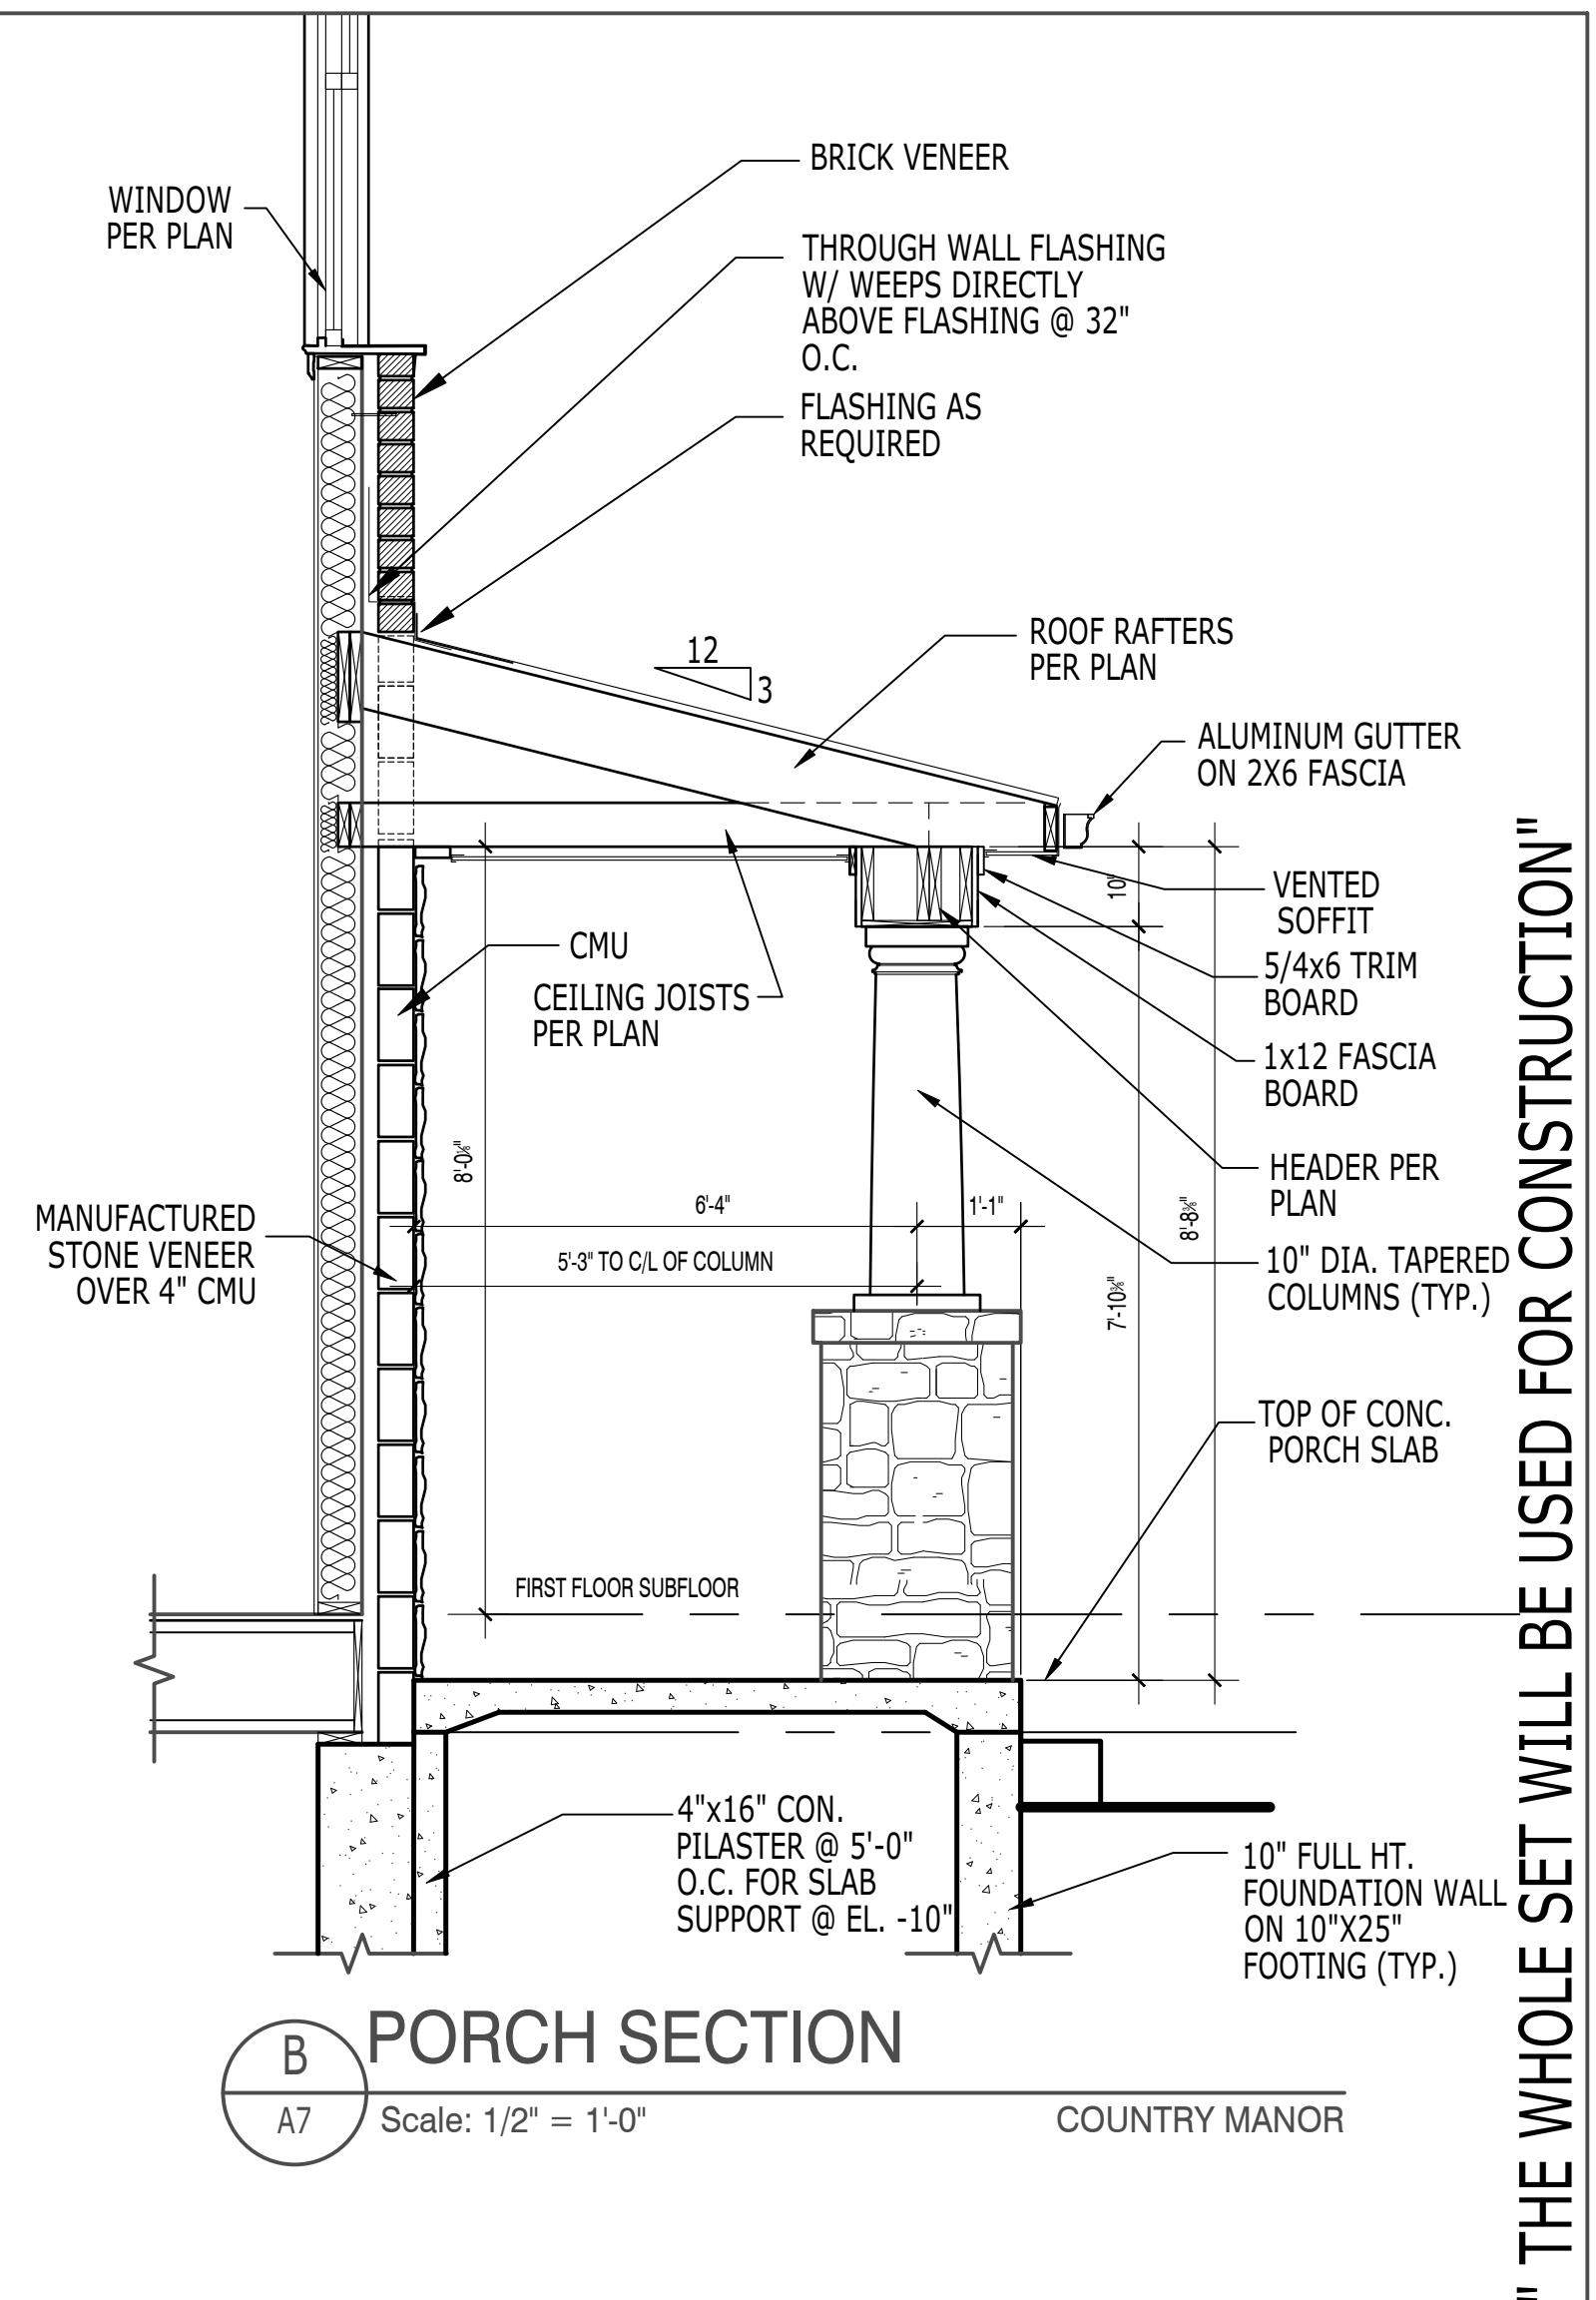 BRICK VENEER
WINDOW
PER PLAN
THROUGH WALL FLASHING
W/ WEEPS DIRECTLY
ABOVE FLASHING @ 32"
O.C.
FLASHING AS
REQUIRED
12
3
ROOF RAFTERS
PER PLAN
ALUMINUM GUTTER
ON 2X6 FASCIA
10"
VENTED
SOFFIT
CMU
CEILING JOISTS
PER PLAN
5/4x6 TRIM
BOARD
1x12 FASCIA
BOARD
HEADER PER
PLAN
8'-0⅛"
6'-4"
1'-1"
8'-8⅜"
MANUFACTURED
STONE VENEER
OVER 4" CMU
5'-3" TO C/L OF COLUMN
7'-10⅜"
10" DIA. TAPERED
COLUMNS (TYP.)
TOP OF CONC.
PORCH SLAB
FIRST FLOOR SUBFLOOR
4"x16" CON.
PILASTER @ 5'-0"
O.C. FOR SLAB
SUPPORT @ EL. -10"
10" FULL HT.
FOUNDATION WALL
ON 10"X25"
FOOTING (TYP.)
B
A7
PORCH SECTION
Scale: 1/2" = 1'-0"
COUNTRY MANOR
" THE WHOLE SET WILL BE USED FOR CONSTRUCTION"